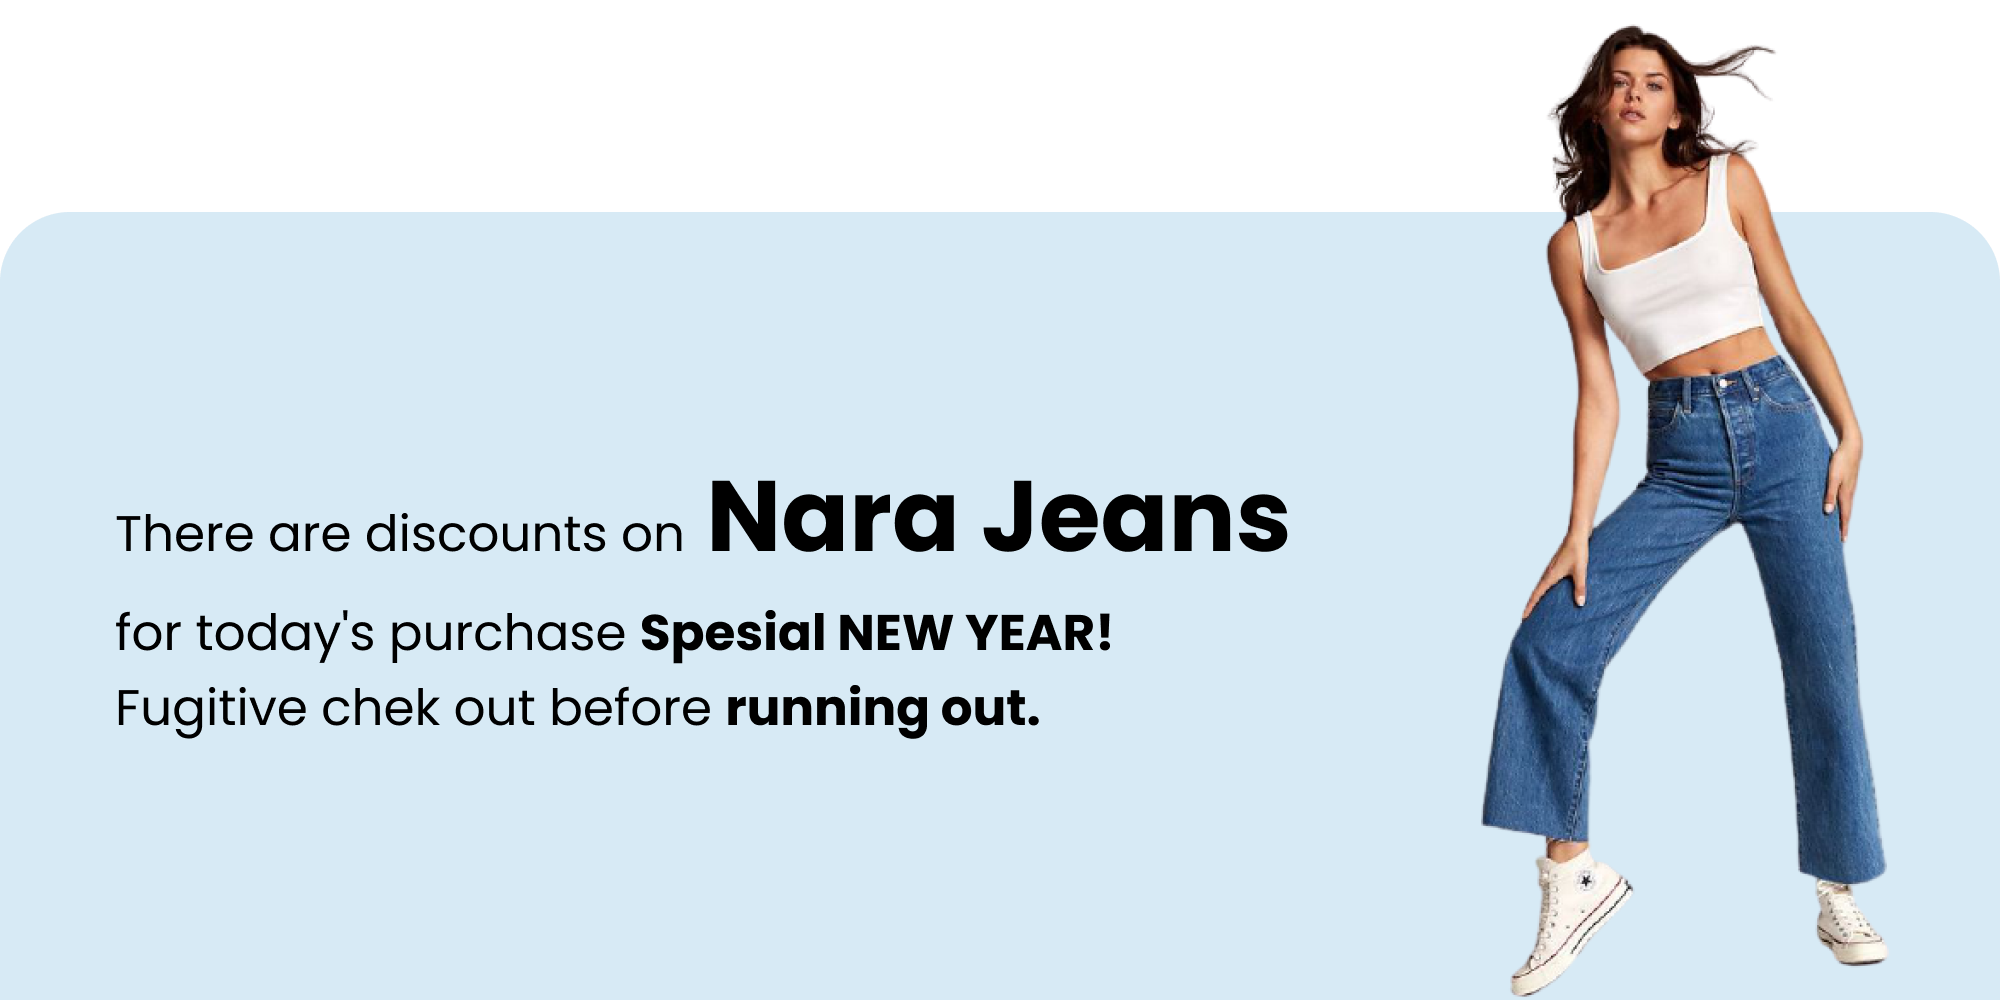 There are discounts on Nara Jeans
for today's purchase Spesial NEW YEAR!
Fugitive chek out before running out.